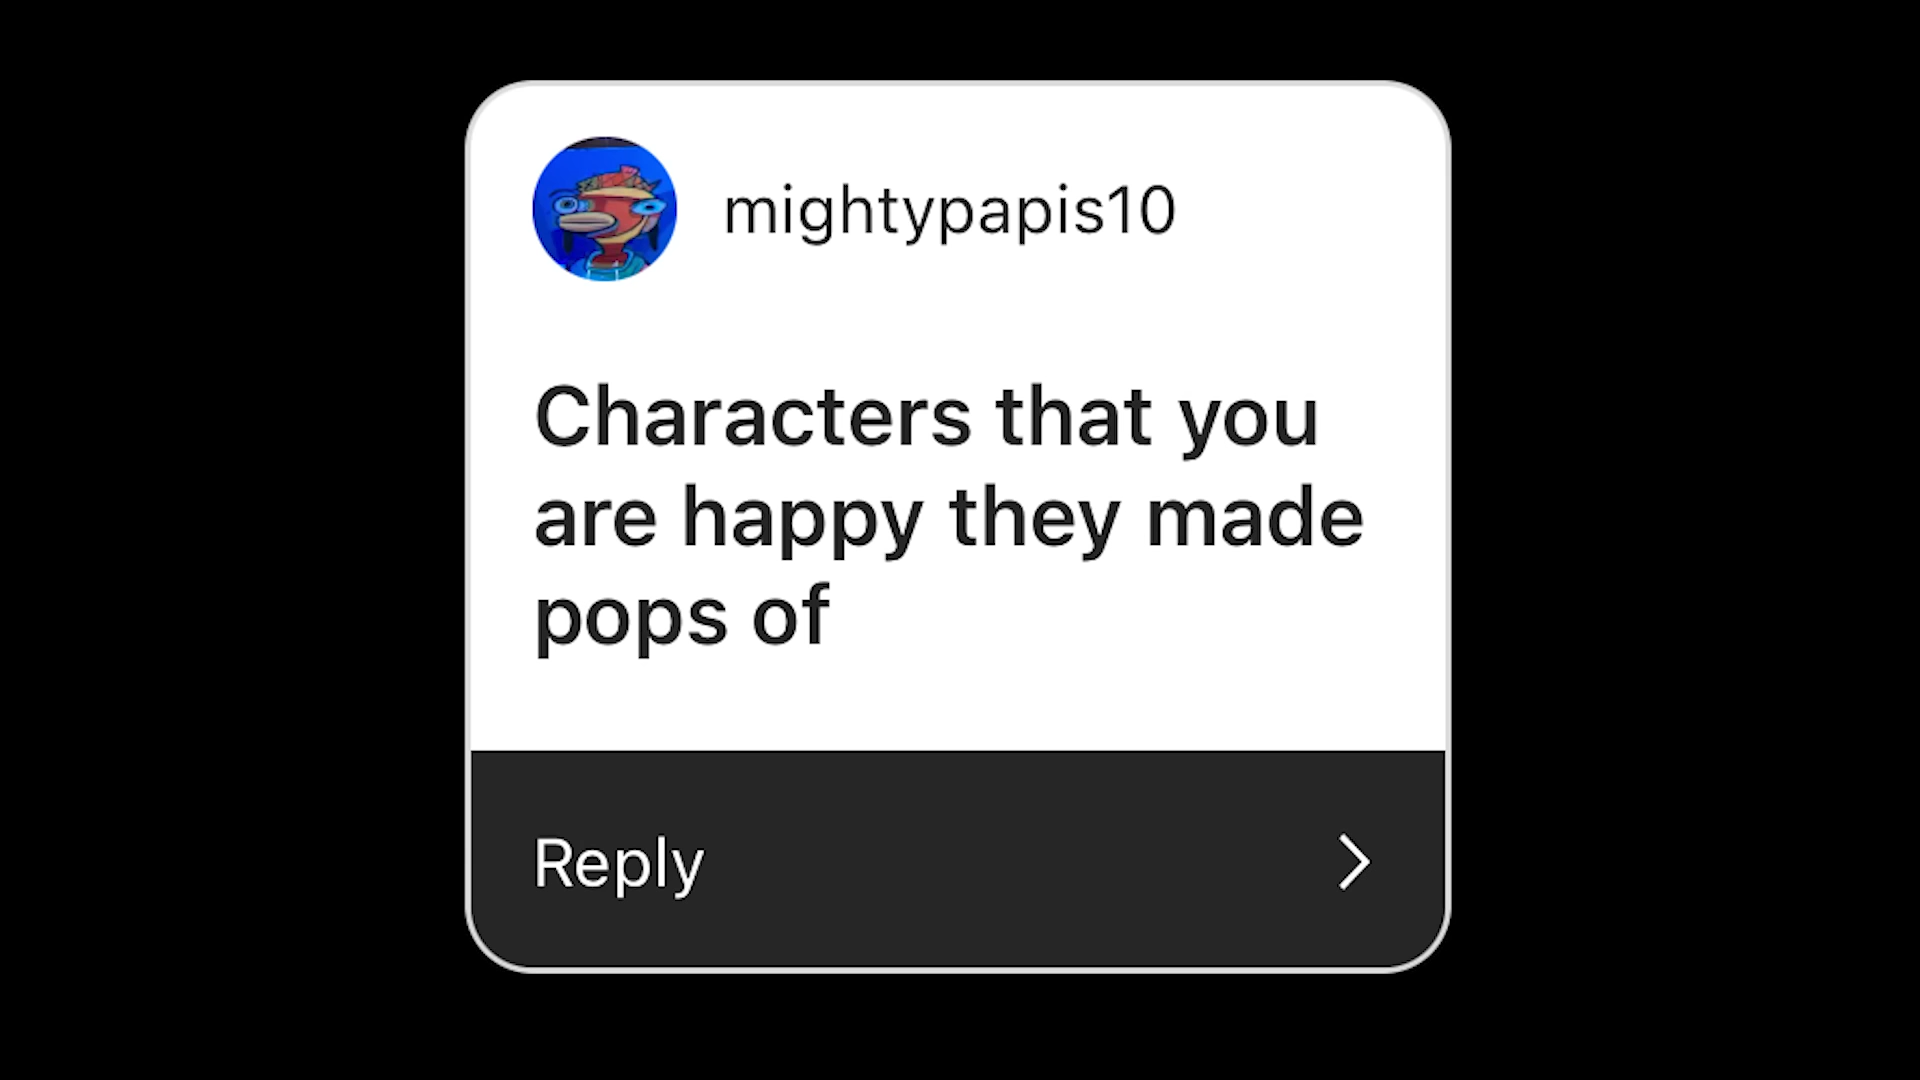 mightypapis10
Characters that you
are happy they made
pops of
Reply